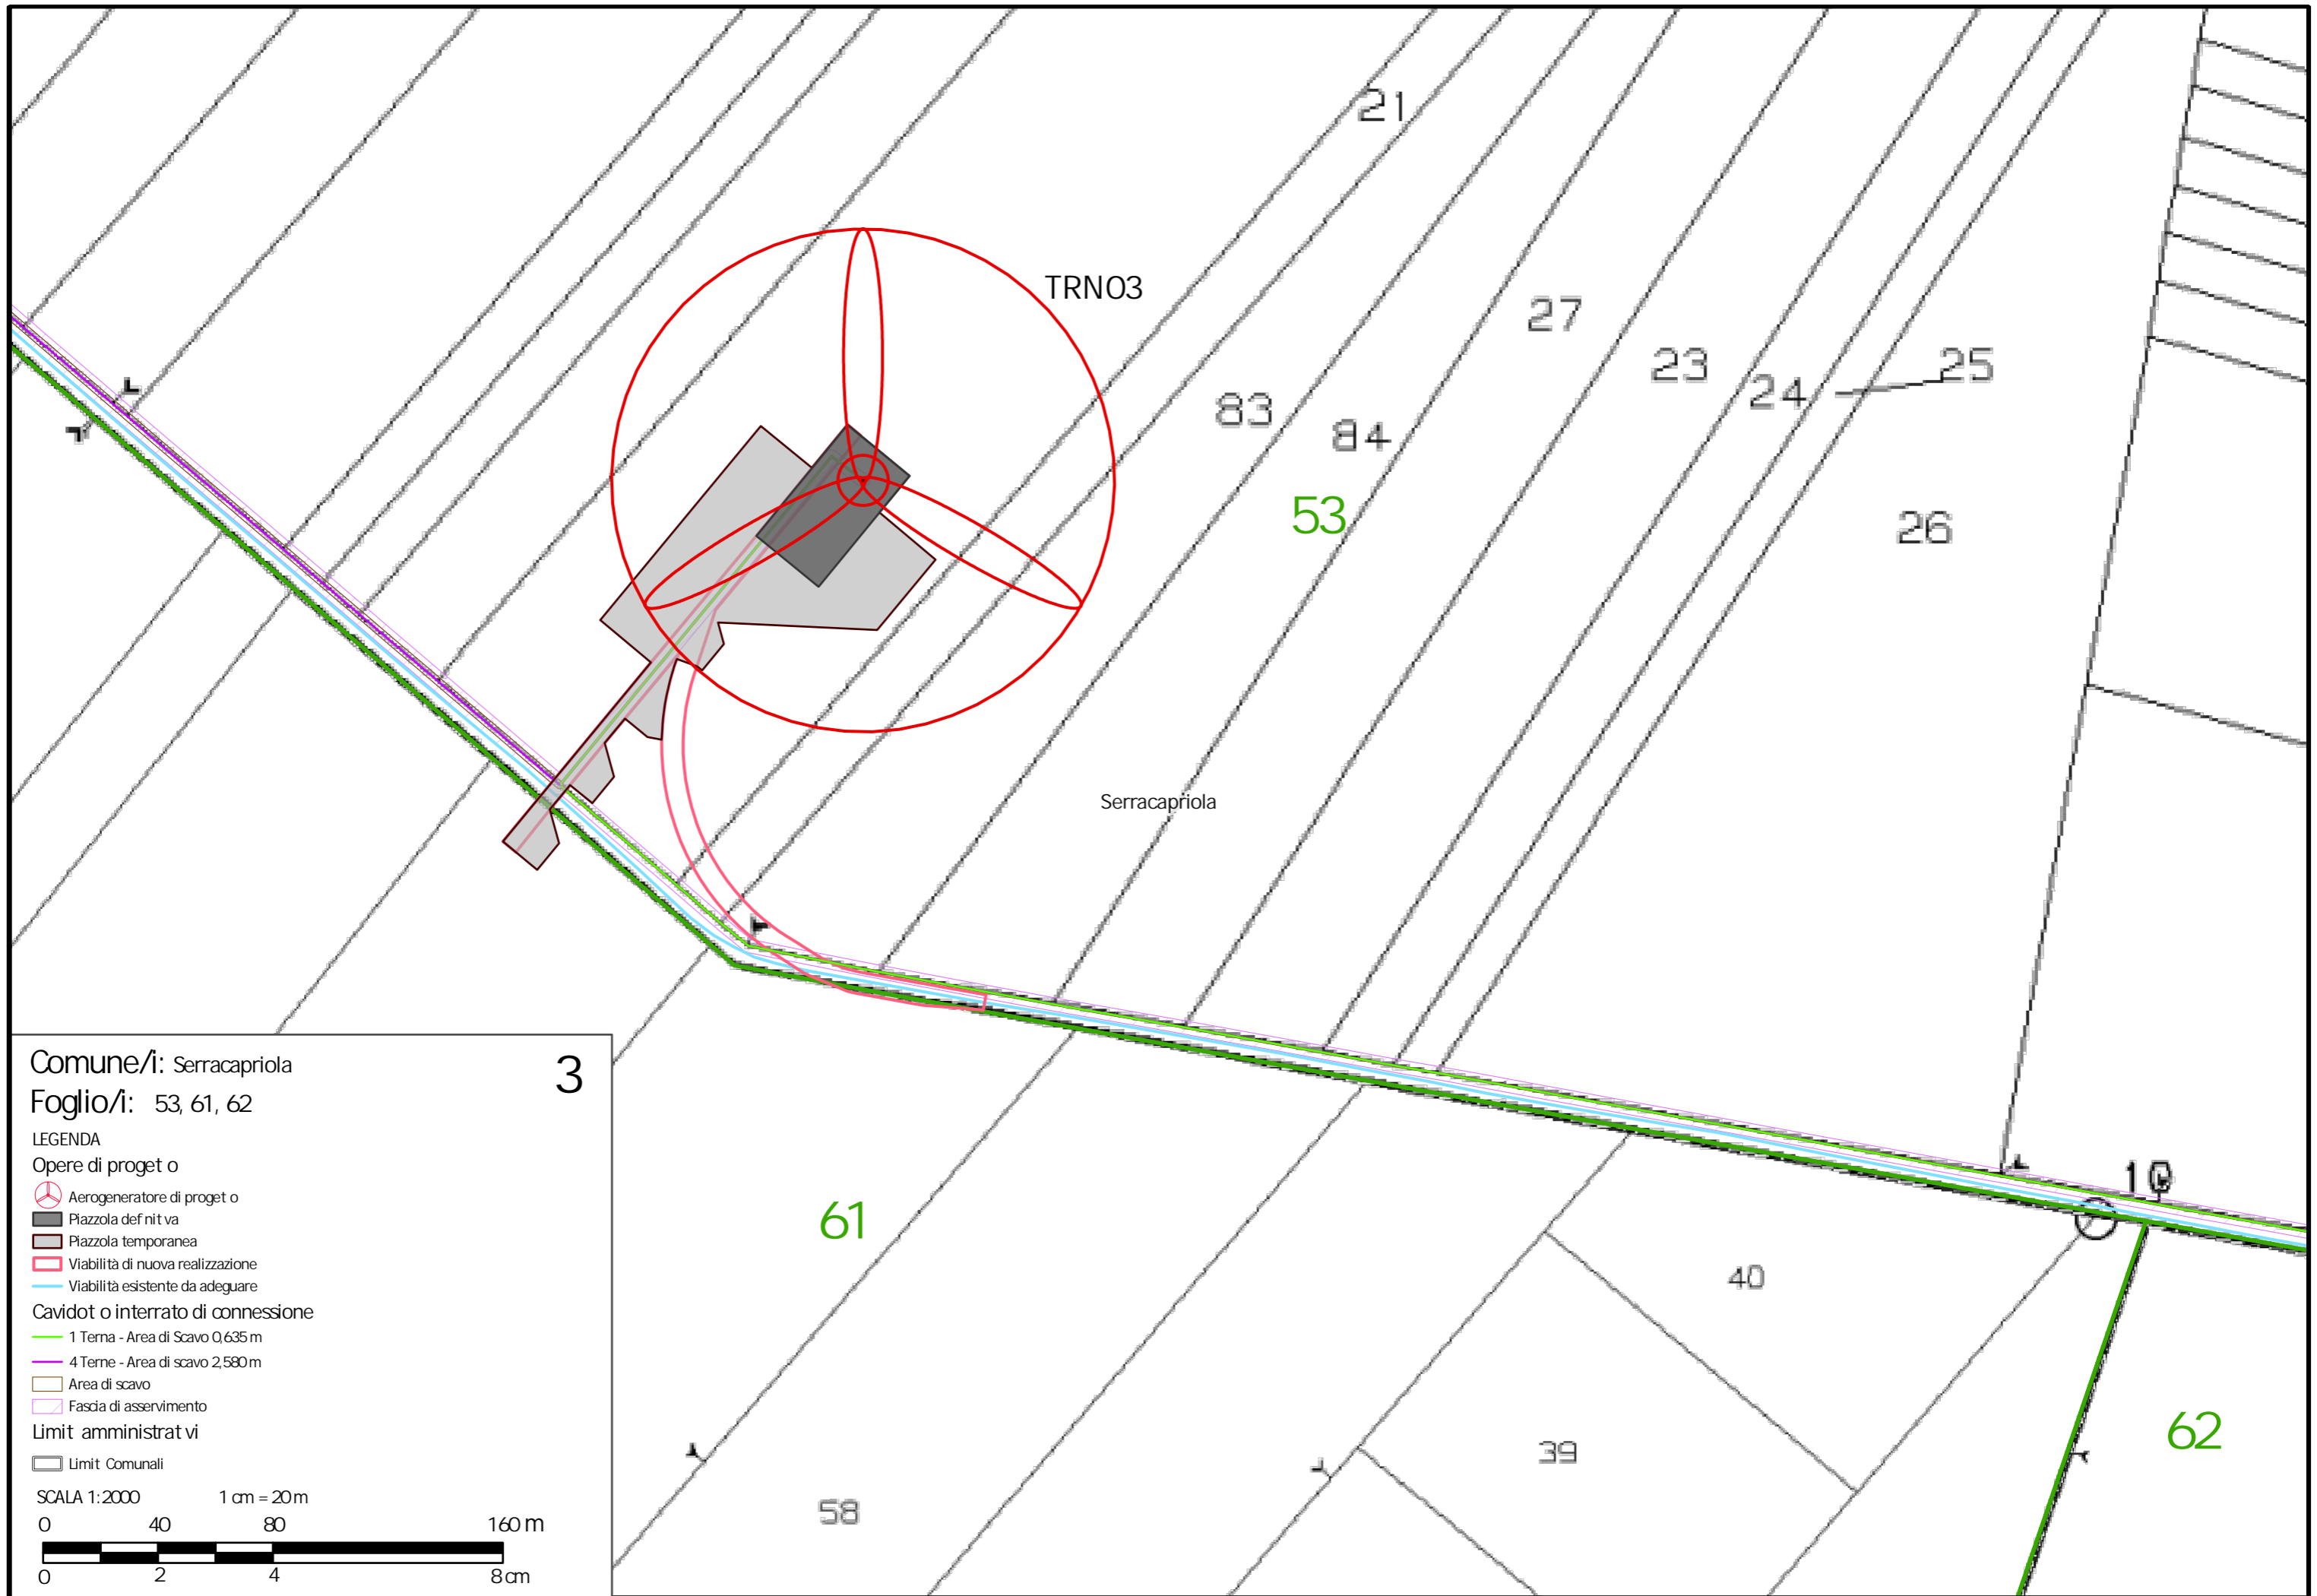 21
TRN03
27
23
24
25
83
84
53
26
Serracapriola
Comune/i: Serracapriola
3
Foglio/i: 53, 61, 62
LEGENDA
Opere di proget o
Aerogeneratore di proget o
Piazzola def nit va
Piazzola temporanea
Viabilità di nuova realizzazione
Viabilità esistente da adeguare
Cavidot o interrato di connessione
1 Terna - Area di Scavo 0,635 m
4 Terne - Area di scavo 2,580 m
Area di scavo
Fascia di asservimento
Limit amministrat vi
Limit Comunali
SCALA 1:2000 1 cm = 20 m
0 40 80 160 m
0 2 4 8 cm
61
40
39
62
58